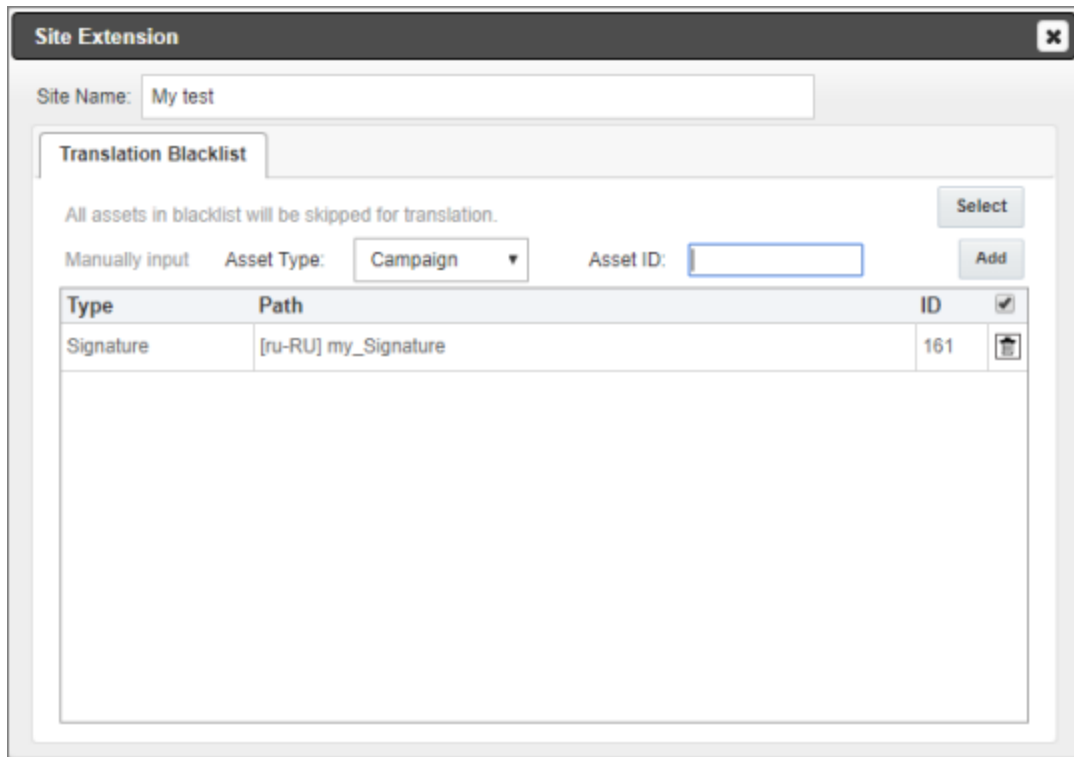 Site Extension
Site Name: My test
Translation Blacklist
All assets in blacklist will be skipped for translation.
Select
Manually input Asset Type: Campaign Asset ID: Add
Type Path ID
Signature [ru-RU] my_Signature 161